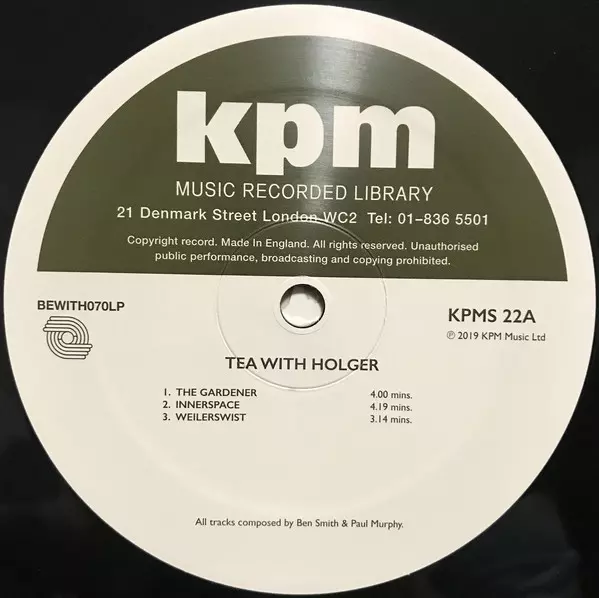 kpm
MUSIC RECORDED LIBRARY
21 Denmark Street London WC2 Tel: 01-836 5501
Copyright record. Made In England. All rights reserved. Unauthorised
public performance, broadcasting and copying prohibited.
BEWITH070LP
KPMS 22A
℗ 2019 KPM Music Ltd
TEA WITH HOLGER
1. THE GARDENER 4.00 mins.
2. INNERSPACE 4.19 mins.
3. WEILERSWIST 3.14 mins.
All tracks composed by Ben Smith & Paul Murphy.